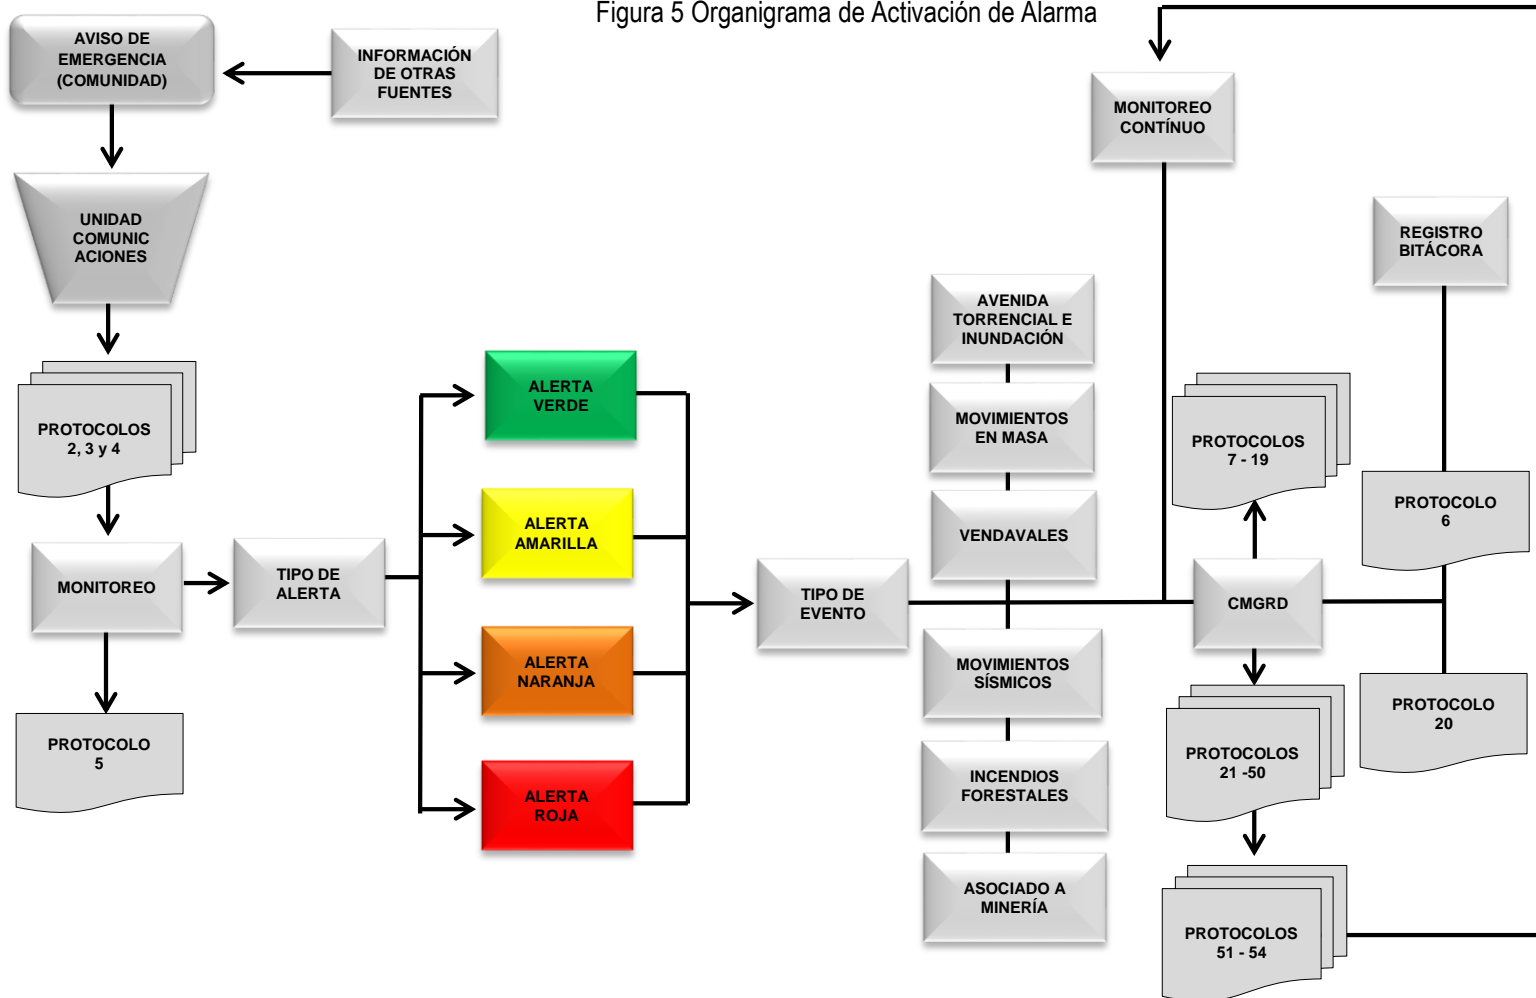 Figura 5 Organigrama de Activación de Alarma
AVISO DE
EMERGENCIA
(COMUNIDAD)
INFORMACIÓN
DE OTRAS
FUENTES
UNIDAD
COMUNIC
ACIONES
PROTOCOLOS
2, 3 y 4
MONITOREO
PROTOCOLO
5
TIPO DE
ALERTA
ALERTA
VERDE
ALERTA
AMARILLA
ALERTA
NARANJA
ALERTA
ROJA
TIPO DE
EVENTO
AVENIDA
TORRENCIAL E
INUNDACIÓN
MOVIMIENTOS
EN MASA
VENDAVALES
MOVIMIENTOS
SÍSMICOS
INCENDIOS
FORESTALES
ASOCIADO A
MINERÍA
MONITOREO
CONTÍNUO
PROTOCOLOS
7 - 19
CMGRD
PROTOCOLOS
21 -50
PROTOCOLOS
51 - 54
REGISTRO
BITÁCORA
PROTOCOLO
6
PROTOCOLO
20